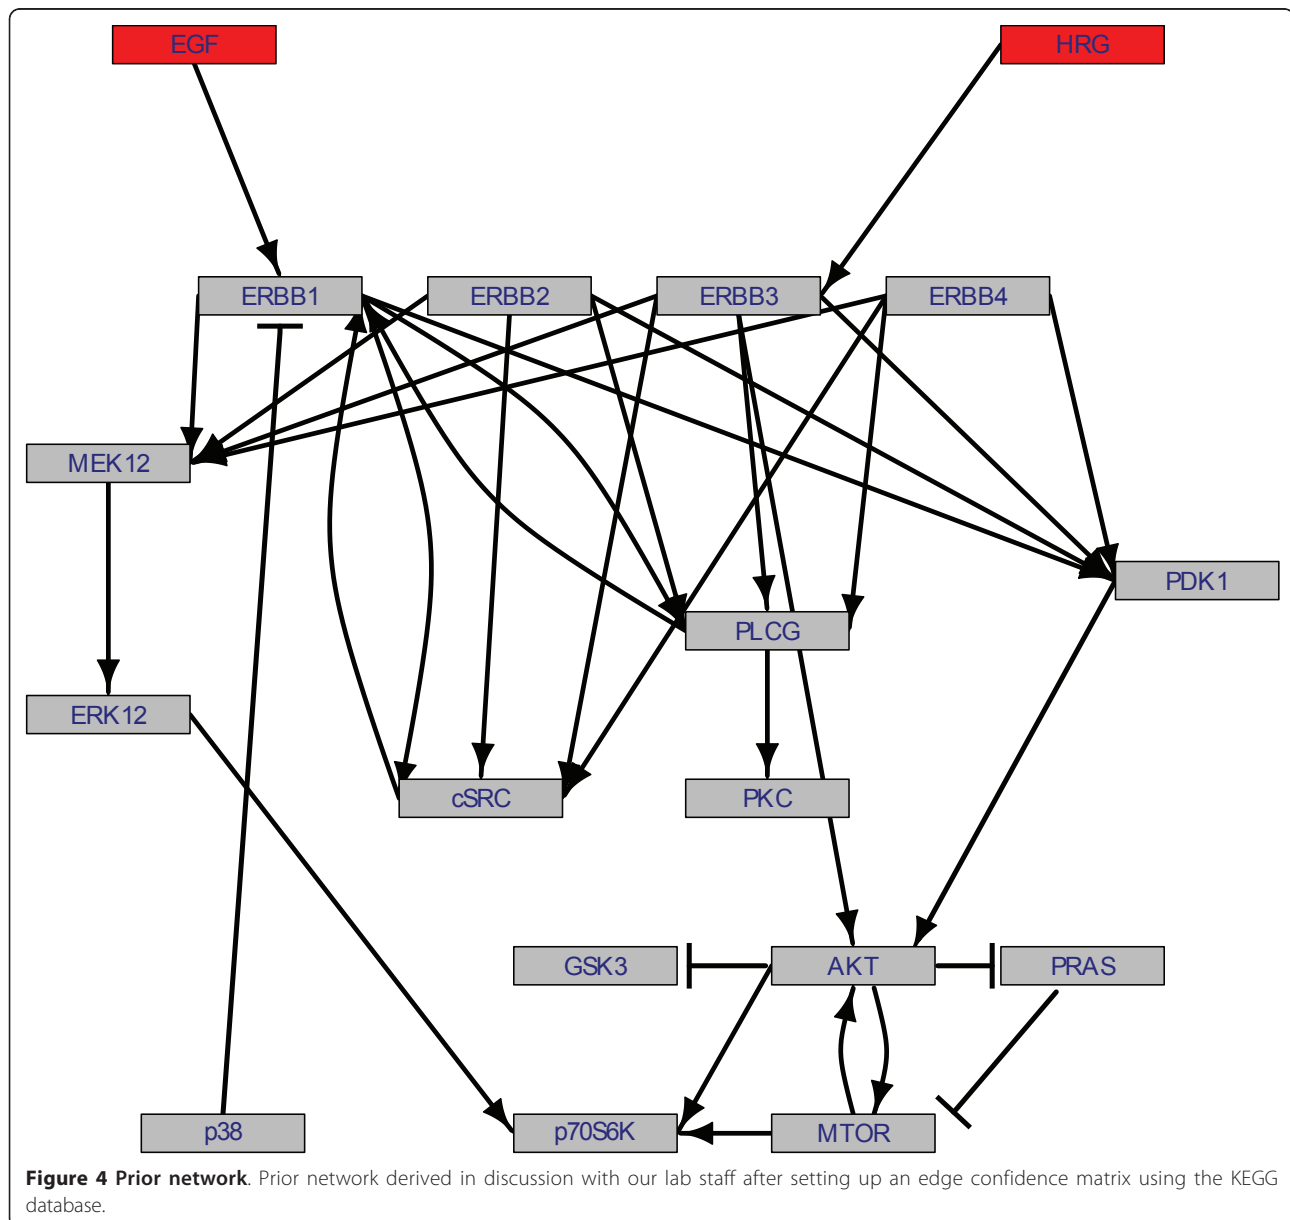 EGF
HRG
ERBB1
ERBB2
ERBB3
ERBB4
MEK12
PDK1
PLCG
ERK12
cSRC
PKC
GSK3
AKT
PRAS
p38
p70S6K
MTOR
Figure 4 Prior network. Prior network derived in discussion with our lab staff after setting up an edge confidence matrix using the KEGG
database.